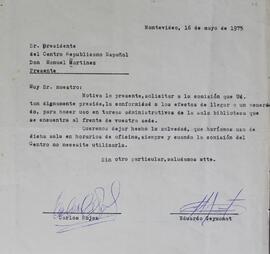 Montevideo, 16 de mayo de 1975
Sr. Presidente
del Centro Republicano Español
Don Manuel Martinez
Presente
Muy Sr. nuestro:
Motiva la presente, solicitar a la comisión que Ud.
tan dignamente preside, la conformidad a los efectos de llegar a un acuerdo
do, para hacer uso en tareas administrativas de la sala biblioteca que
se encuentra al frente de vuestra sede.
Queremos dejar hecha la salvedad, que haríamos uso de
dicha sala en horarios de oficina, siempre y cuando la comisión del
Centro no necesite utilizarla.
Sin otro particular, saludamos atte.
Carlos Rojas
Eduardo